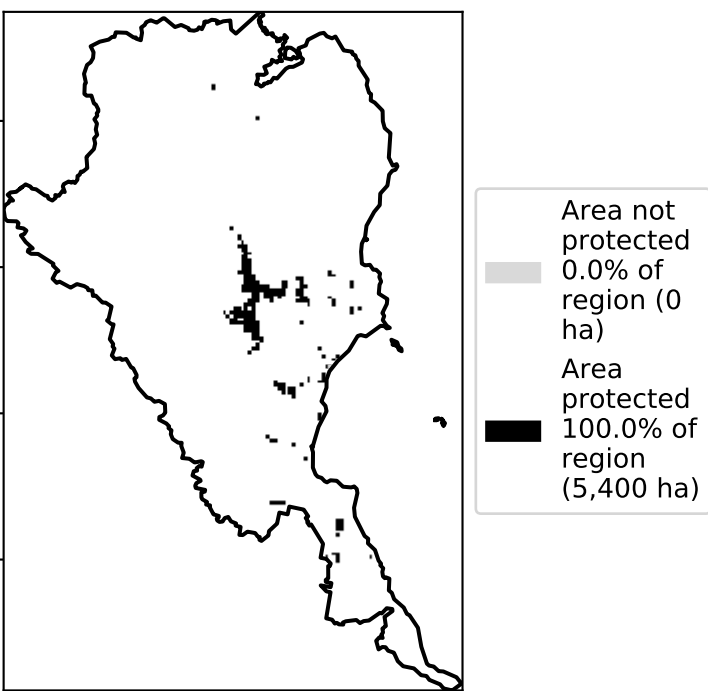 Area not
protected
0.0% of
region (0
ha)
Area
protected
100.0% of
region
(5,400 ha)